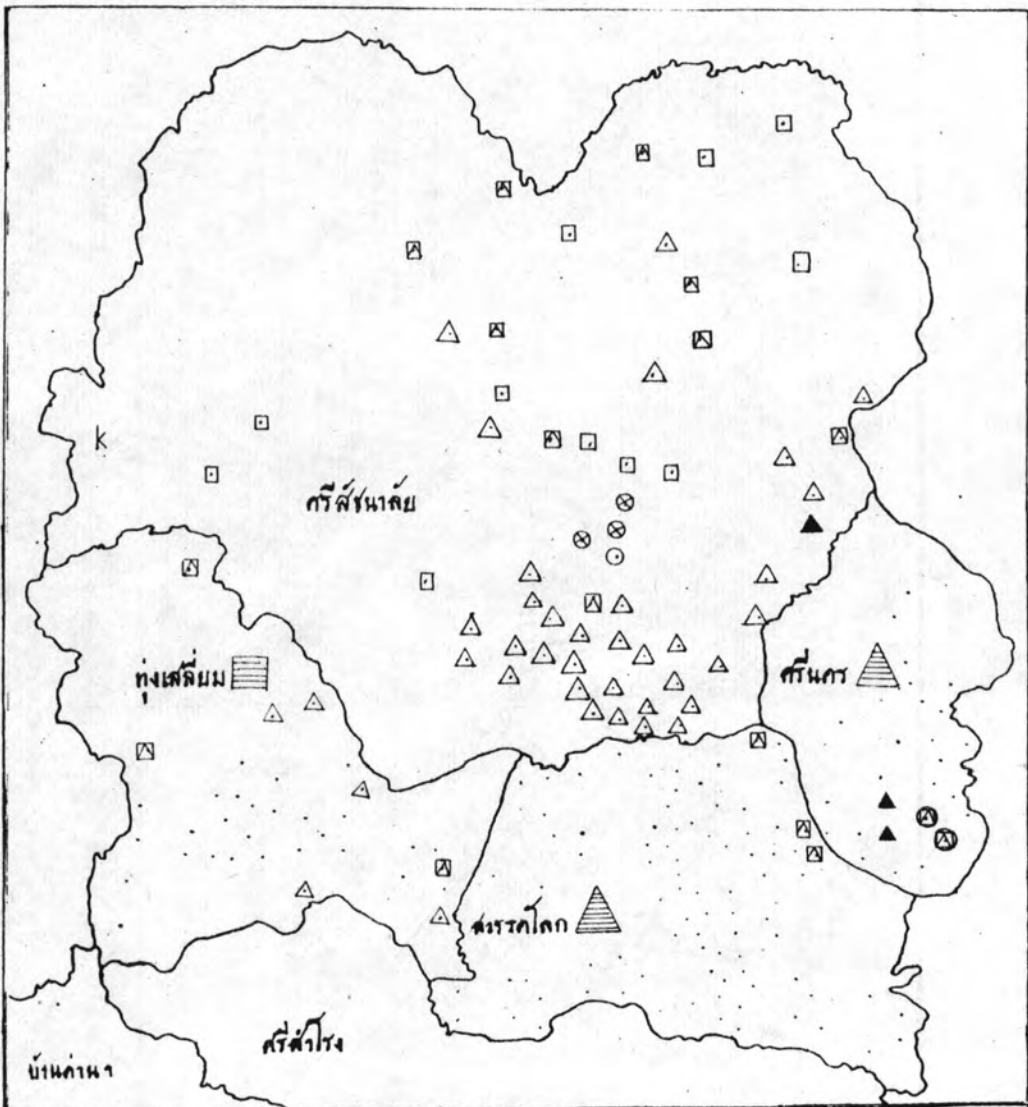 ศรีสัชนาลัย
ทุ่งเสลี่ยม
ศรีนคร
สวรรคโลก
ศรีสำโรง
บ้านด่าน